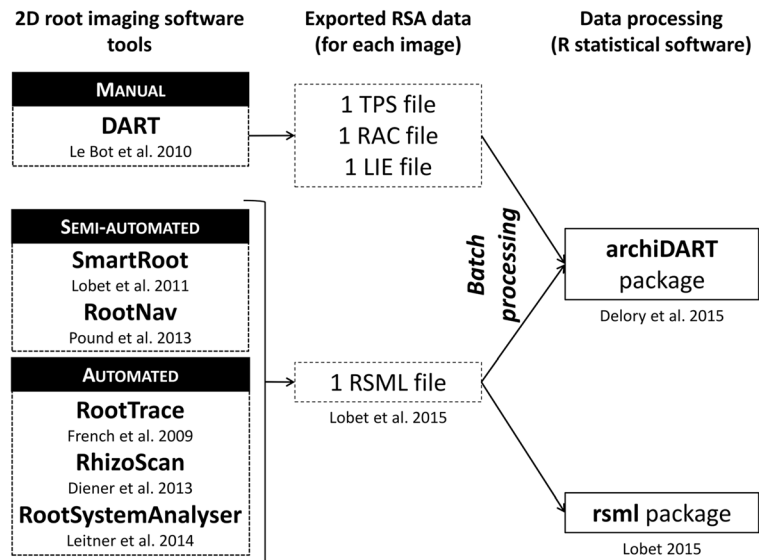 2D root imaging software
tools
Exported RSA data
(for each image)
Data processing
(R statistical software)
MANUAL
DART
Le Bot et al. 2010
1 TPS file
1 RAC file
1 LIE file
SEMI-AUTOMATED
SmartRoot
Lobet et al. 2011
RootNav
Pound et al. 2013
AUTOMATED
RootTrace
French et al. 2009
RhizoScan
Diener et al. 2013
RootSystemAnalyser
Leitner et al. 2014
1 RSML file
Lobet et al. 2015
Batch
processing
archiDART
package
Delory et al. 2015
rsml package
Lobet 2015